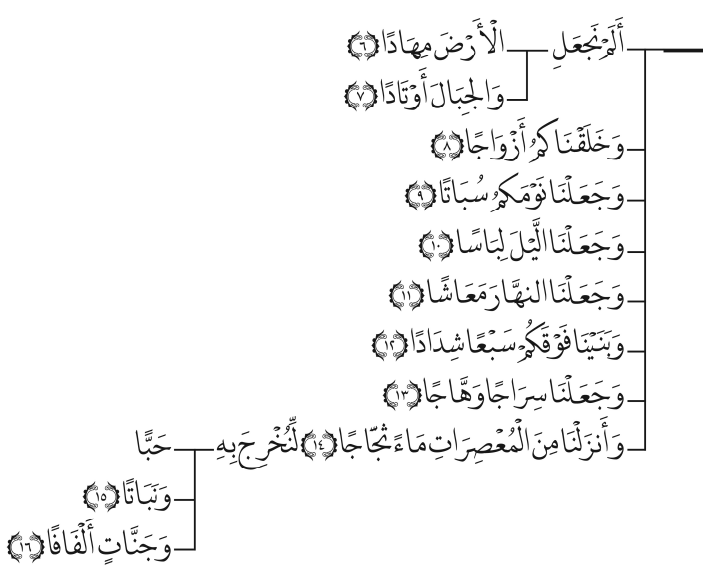 أَلَمْ نَجْعَلِ الْأَرْضَ مِهَادًا ﴿٦﴾
وَالْجِبَالَ أَوْتَادًا ﴿٧﴾
وَخَلَقْنَاكُمْ أَزْوَاجًا ﴿٨﴾
وَجَعَلْنَا نَوْمَكُمْ سُبَاتًا ﴿٩﴾
وَجَعَلْنَا اللَّيْلَ لِبَاسًا ﴿١٠﴾
وَجَعَلْنَا النَّهَارَ مَعَاشًا ﴿١١﴾
وَبَنَيْنَا فَوْقَكُمْ سَبْعًا شِدَادًا ﴿١٢﴾
وَجَعَلْنَا سِرَاجًا وَهَّاجًا ﴿١٣﴾
وَأَنزَلْنَا مِنَ الْمُعْصِرَاتِ مَاءً ثَجَّاجًا ﴿١٤﴾ لِّنُخْرِجَ بِهِ حَبًّا
وَنَبَاتًا ﴿١٥﴾
وَجَنَّاتٍ أَلْفَافًا ﴿١٦﴾